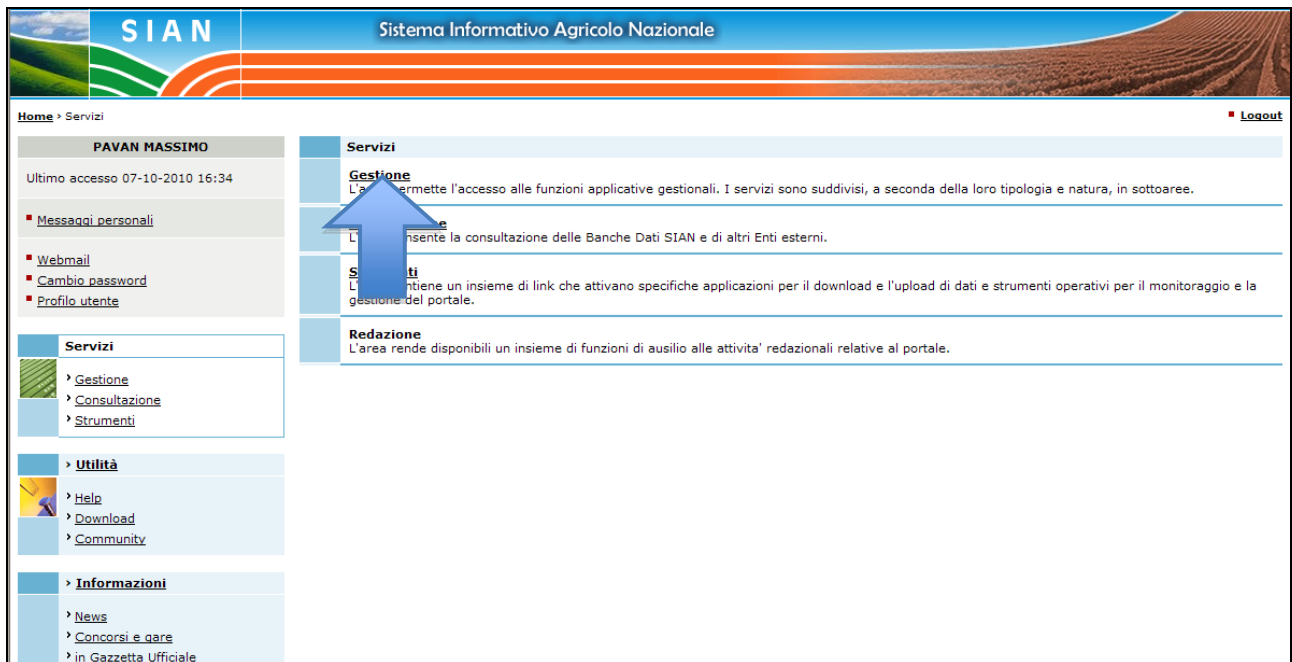 SIAN
Sistema Informativo Agricolo Nazionale
Home > Servizi
Logout
PAVAN MASSIMO
Ultimo accesso 07-10-2010 16:34
Messaggi personali
Webmail
Cambio password
Profilo utente
Servizi
Gestione
Consultazione
Strumenti
> Utilità
Help
Download
Community
> Informazioni
News
Concorsi e gare
in Gazzetta Ufficiale
Servizi
Gestione
permette l'accesso alle funzioni applicative gestionali. I servizi sono suddivisi, a seconda della loro tipologia e natura, in sottoaree.
la consultazione delle Banche Dati SIAN e di altri Enti esterni.
un insieme di link che attivano specifiche applicazioni per il download e l'upload di dati e strumenti operativi per il monitoraggio e la
gestione del portale.
Redazione
L'area rende disponibili un insieme di funzioni di ausilio alle attivita' redazionali relative al portale.